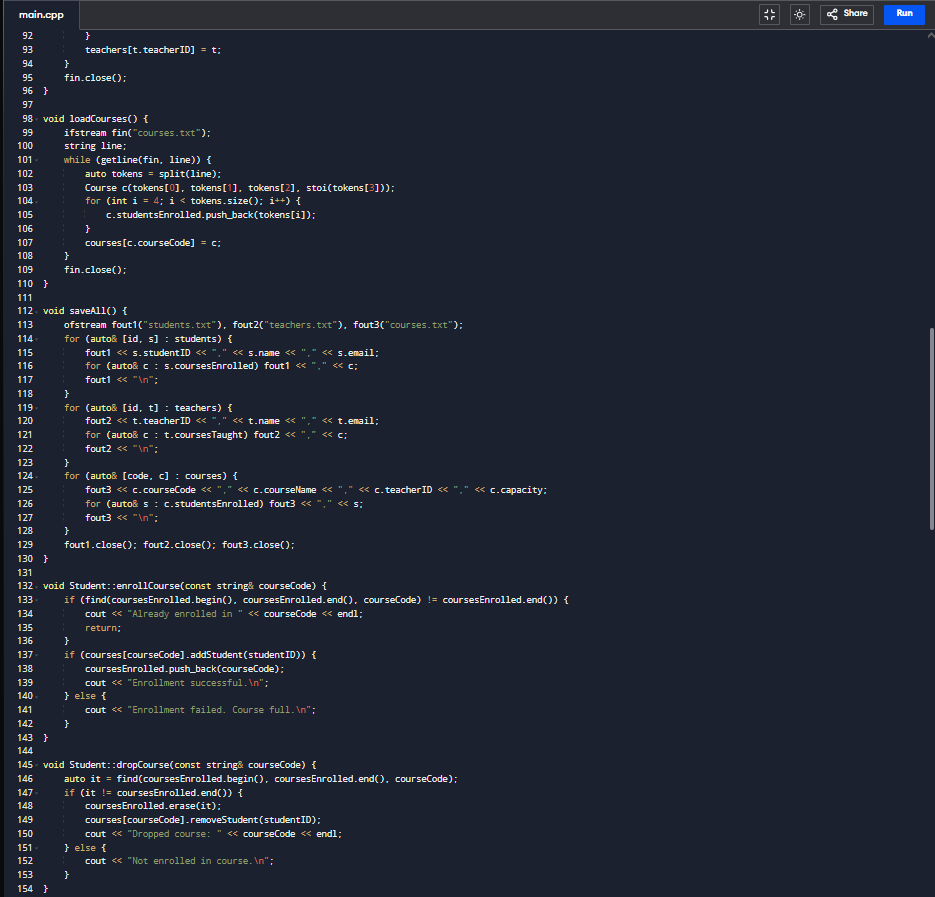 main.cpp
Share
Run
92 }
93 teachers[t.teacherID] = t;
94 }
95 fin.close();
96 }
97
98 void loadCourses() {
99 ifstream fin("courses.txt");
100 string line;
101 while (getline(fin, line)) {
102 auto tokens = split(line);
103 Course c(tokens[0], tokens[1], tokens[2], stoi(tokens[3]));
104 for (int i = 4; i < tokens.size(); i++) {
105 c.studentsEnrolled.push_back(tokens[i]);
106 }
107 courses[c.courseCode] = c;
108 }
109 fin.close();
110 }
111
112 void saveAll() {
113 ofstream fout1("students.txt"), fout2("teachers.txt"), fout3("courses.txt");
114 for (auto& [id, s] : students) {
115 fout1 << s.studentID << "," << s.name << "," << s.email;
116 for (auto& c : s.coursesEnrolled) fout1 << "," << c;
117 fout1 << "\n";
118 }
119 for (auto& [id, t] : teachers) {
120 fout2 << t.teacherID << "," << t.name << "," << t.email;
121 for (auto& c : t.coursesTaught) fout2 << "," << c;
122 fout2 << "\n";
123 }
124 for (auto& [code, c] : courses) {
125 fout3 << c.courseCode << "," << c.courseName << "," << c.teacherID << "," << c.capacity;
126 for (auto& s : c.studentsEnrolled) fout3 << "," << s;
127 fout3 << "\n";
128 }
129 fout1.close(); fout2.close(); fout3.close();
130 }
131
132 void Student::enrollCourse(const string& courseCode) {
133 if (find(coursesEnrolled.begin(), coursesEnrolled.end(), courseCode) != coursesEnrolled.end()) {
134 cout << "Already enrolled in " << courseCode << endl;
135 return;
136 }
137 if (courses[courseCode].addStudent(studentID)) {
138 coursesEnrolled.push_back(courseCode);
139 cout << "Enrollment successful.\n";
140 } else {
141 cout << "Enrollment failed. Course full.\n";
142 }
143 }
144
145 void Student::dropCourse(const string& courseCode) {
146 auto it = find(coursesEnrolled.begin(), coursesEnrolled.end(), courseCode);
147 if (it != coursesEnrolled.end()) {
148 coursesEnrolled.erase(it);
149 courses[courseCode].removeStudent(studentID);
150 cout << "Dropped course: " << courseCode << endl;
151 } else {
152 cout << "Not enrolled in course.\n";
153 }
154 }